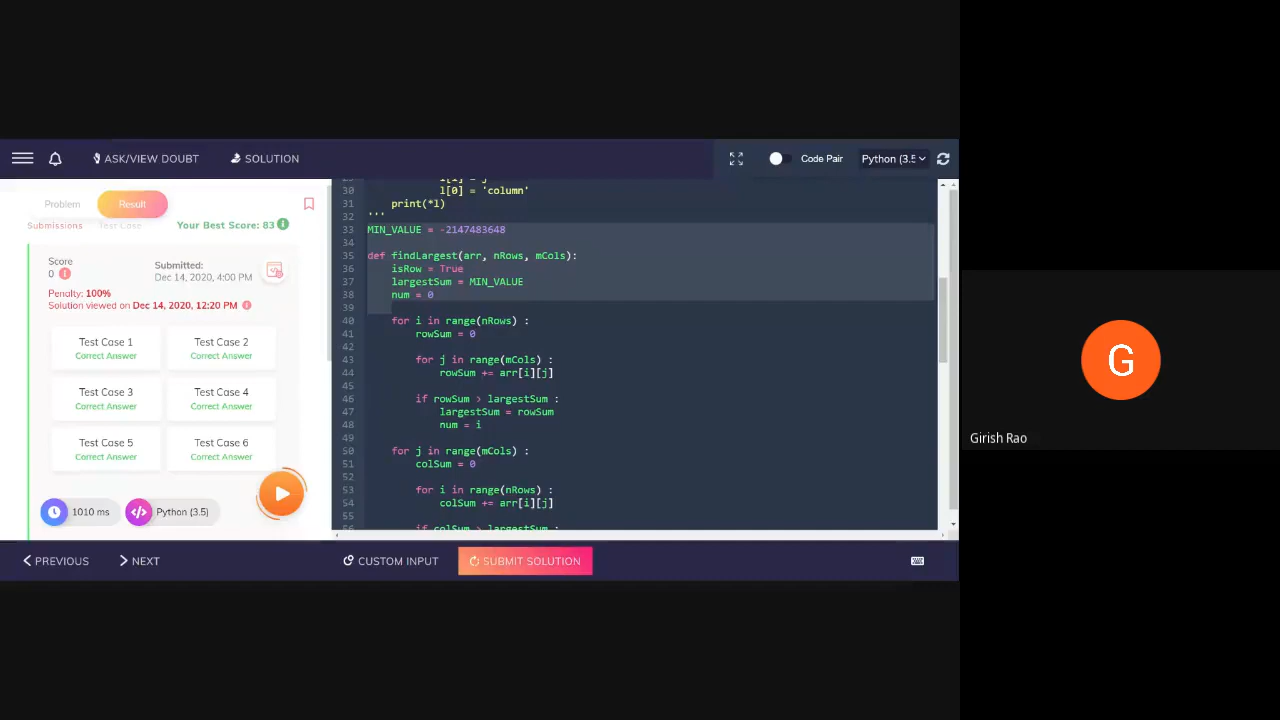 ASK/VIEW DOUBT
SOLUTION
Code Pair
Python (3.5
Problem
Result
Submissions
Test Case
Your Best Score: 83
Score
0
Submitted:
Dec 14, 2020, 4:00 PM
Penalty: 100%
Solution viewed on Dec 14, 2020, 12:20 PM
Test Case 1
Correct Answer
Test Case 2
Correct Answer
Test Case 3
Correct Answer
Test Case 4
Correct Answer
Test Case 5
Correct Answer
Test Case 6
Correct Answer
1010 ms
Python (3.5)
30 l[0] = 'column'
31 print(*l)
32 '''
33 MIN_VALUE = -2147483648
34
35 def findLargest(arr, nRows, mCols):
36 isRow = True
37 largestSum = MIN_VALUE
38 num = 0
39
40 for i in range(nRows) :
41 rowSum = 0
42
43 for j in range(mCols) :
44 rowSum += arr[i][j]
45
46 if rowSum > largestSum :
47 largestSum = rowSum
48 num = i
49
50 for j in range(mCols) :
51 colSum = 0
52
53 for i in range(nRows) :
54 colSum += arr[i][j]
55
56 if colSum > largestSum :
PREVIOUS
NEXT
CUSTOM INPUT
SUBMIT SOLUTION
G
Girish Rao